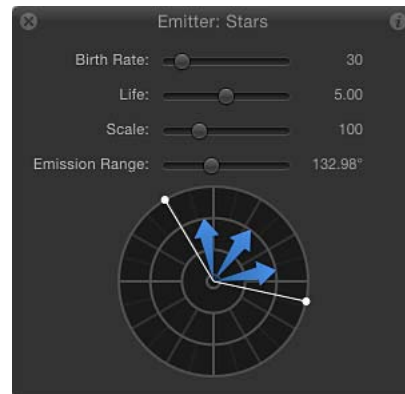 Emitter: Stars
Birth Rate: 30
Life: 5.00
Scale: 100
Emission Range: 132.98°